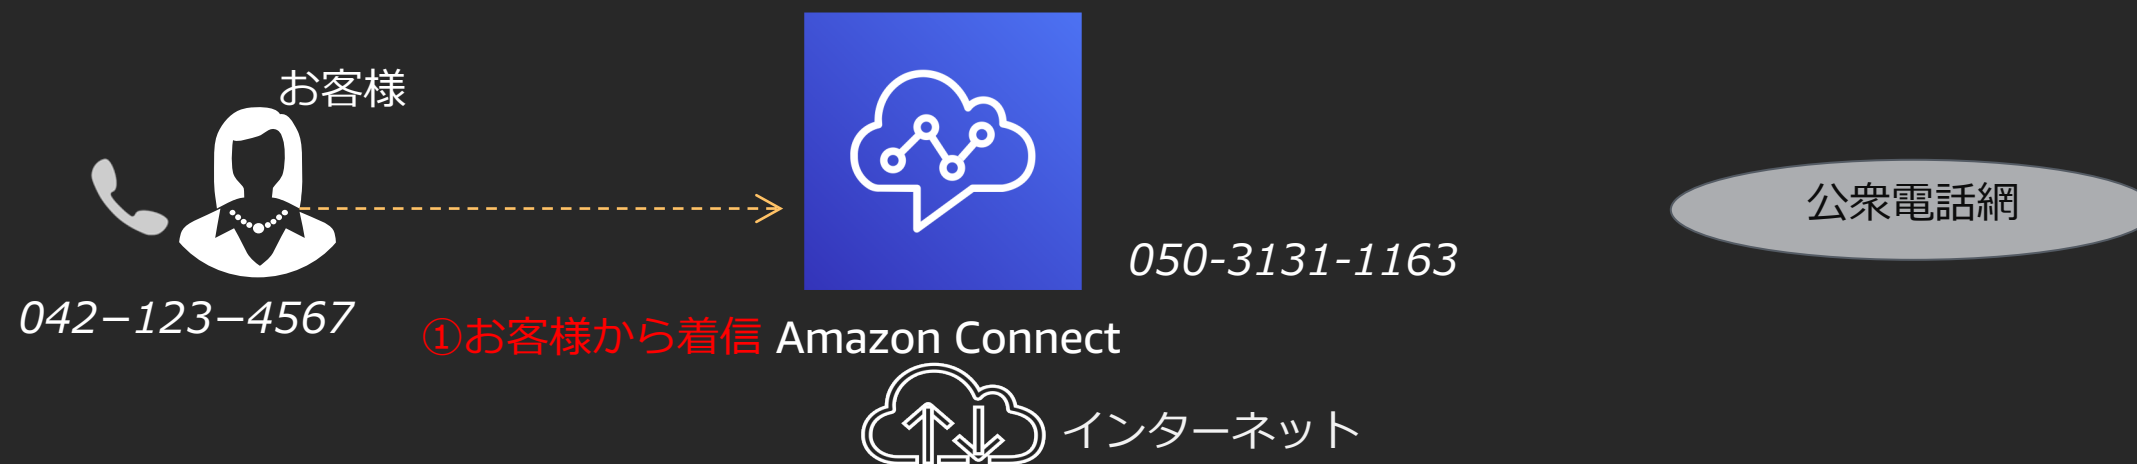 お客様
公衆電話網
050-3131-1163
042−123−4567
①お客様から着信
Amazon Connect
インターネット